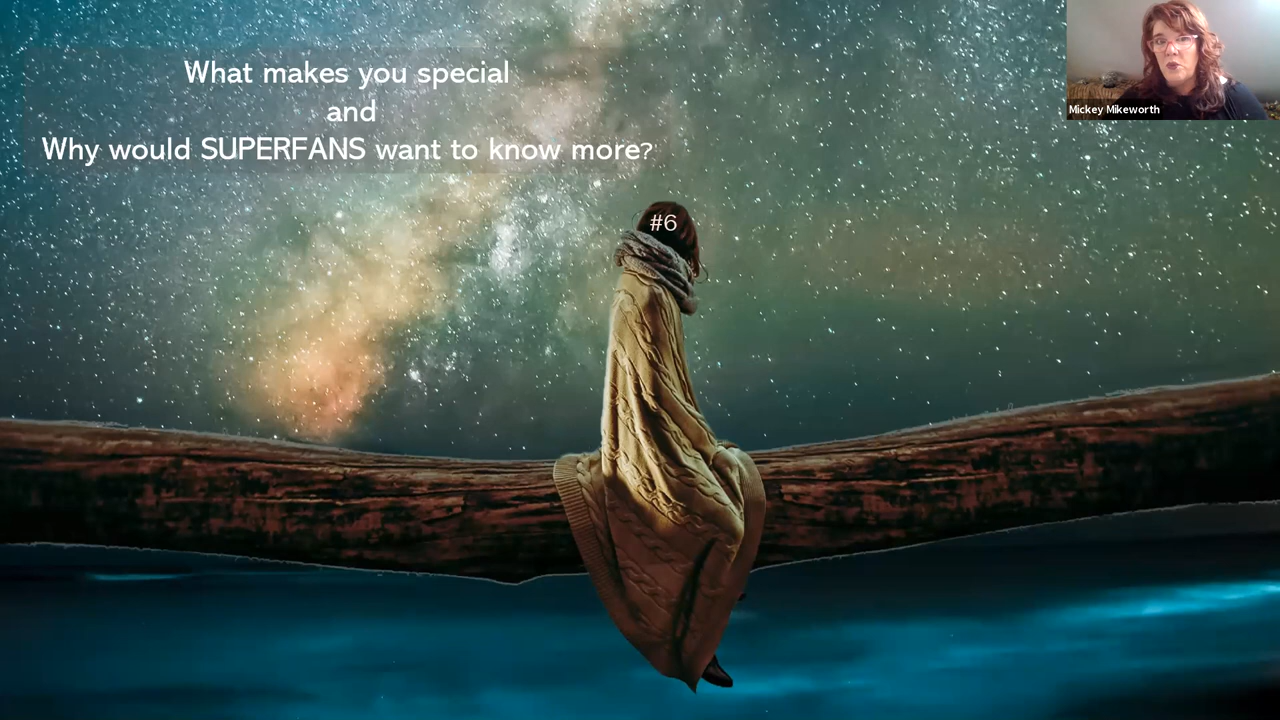 What makes you special
and
Why would SUPERFANS want to know more?
#6
Mickey Mikeworth